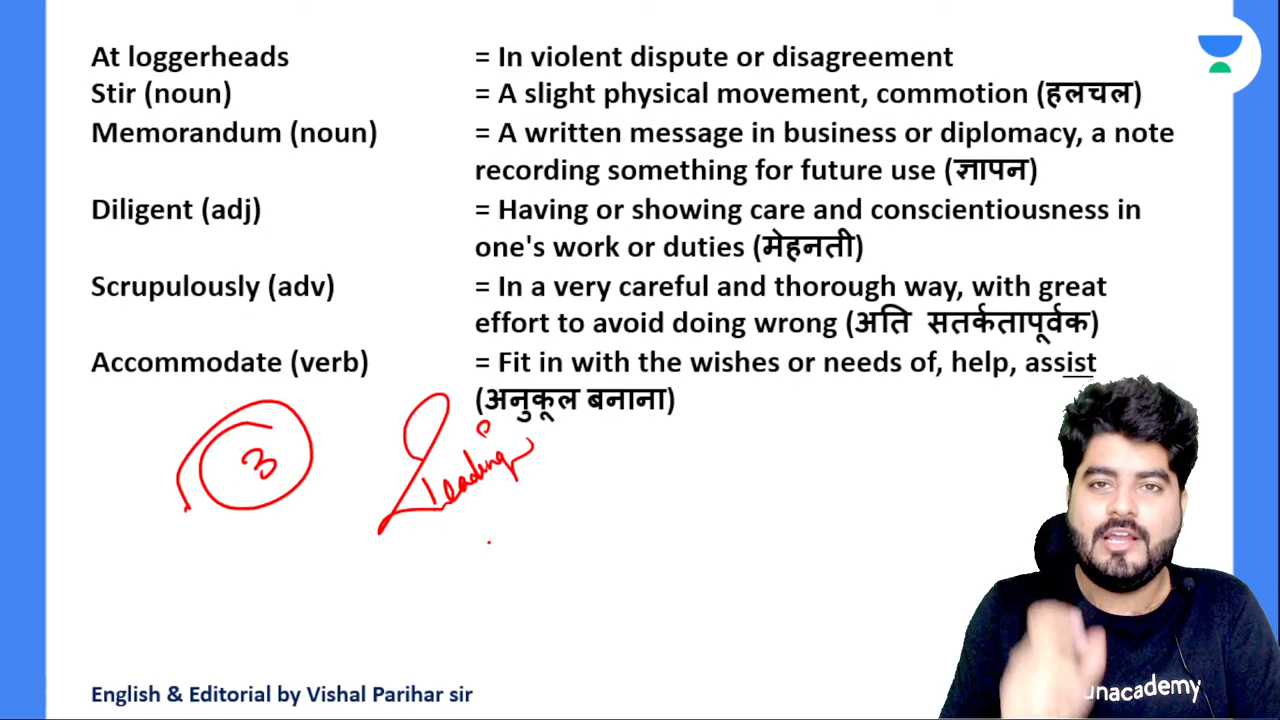 At loggerheads = In violent dispute or disagreement
Stir (noun) = A slight physical movement, commotion (हलचल)
Memorandum (noun) = A written message in business or diplomacy, a note
recording something for future use (ज्ञापन)
Diligent (adj) = Having or showing care and conscientiousness in
one's work or duties (मेहनती)
Scrupulously (adv) = In a very careful and thorough way, with great
effort to avoid doing wrong (अति सतर्कतापूर्वक)
Accommodate (verb) = Fit in with the wishes or needs of, help, assist
(अनुकूल बनाना)
3
English & Editorial by Vishal Parihar sir
unacademy